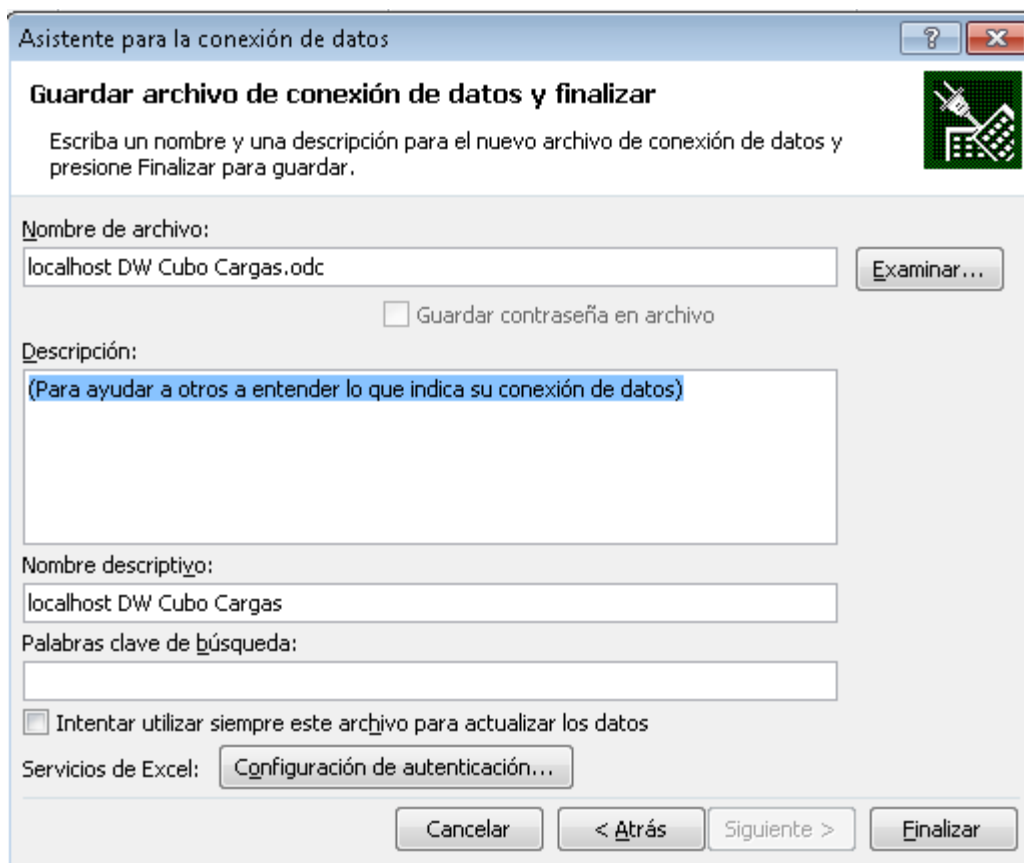 Asistente para la conexión de datos
Guardar archivo de conexión de datos y finalizar
Escriba un nombre y una descripción para el nuevo archivo de conexión de datos y
presione Finalizar para guardar.
Nombre de archivo:
localhost DW Cubo Cargas.odc
Examinar...
Guardar contraseña en archivo
Descripción:
(Para ayudar a otros a entender lo que indica su conexión de datos)
Nombre descriptivo:
localhost DW Cubo Cargas
Palabras clave de búsqueda:
Intentar utilizar siempre este archivo para actualizar los datos
Servicios de Excel: Configuración de autenticación...
Cancelar < Atrás Siguiente > Finalizar